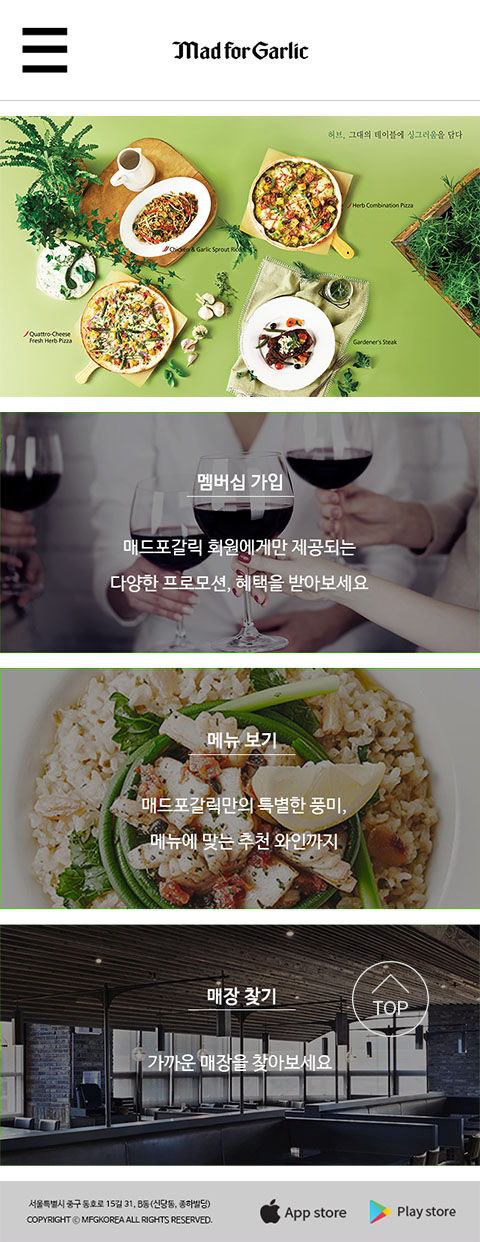 Mad for Garlic
허브, 그대의 테이블에 싱그러움을 담다
Herb Combination Pizza
Chicken & Garlic Sprout Rice
Quattro-Cheese
Fresh Herb Pizza
Gardener's Steak
멤버십 가입
매드포갈릭 회원에게만 제공되는
다양한 프로모션, 혜택을 받아보세요
메뉴 보기
매드포갈릭만의 특별한 풍미,
메뉴에 맞는 추천 와인까지
매장 찾기
TOP
가까운 매장을 찾아보세요
서울특별시 중구 동호로 15길 31, B동(신당동, 종하빌딩)
COPYRIGHT ⓒ MFGKOREA ALL RIGHTS RESERVED.
App store
Play store